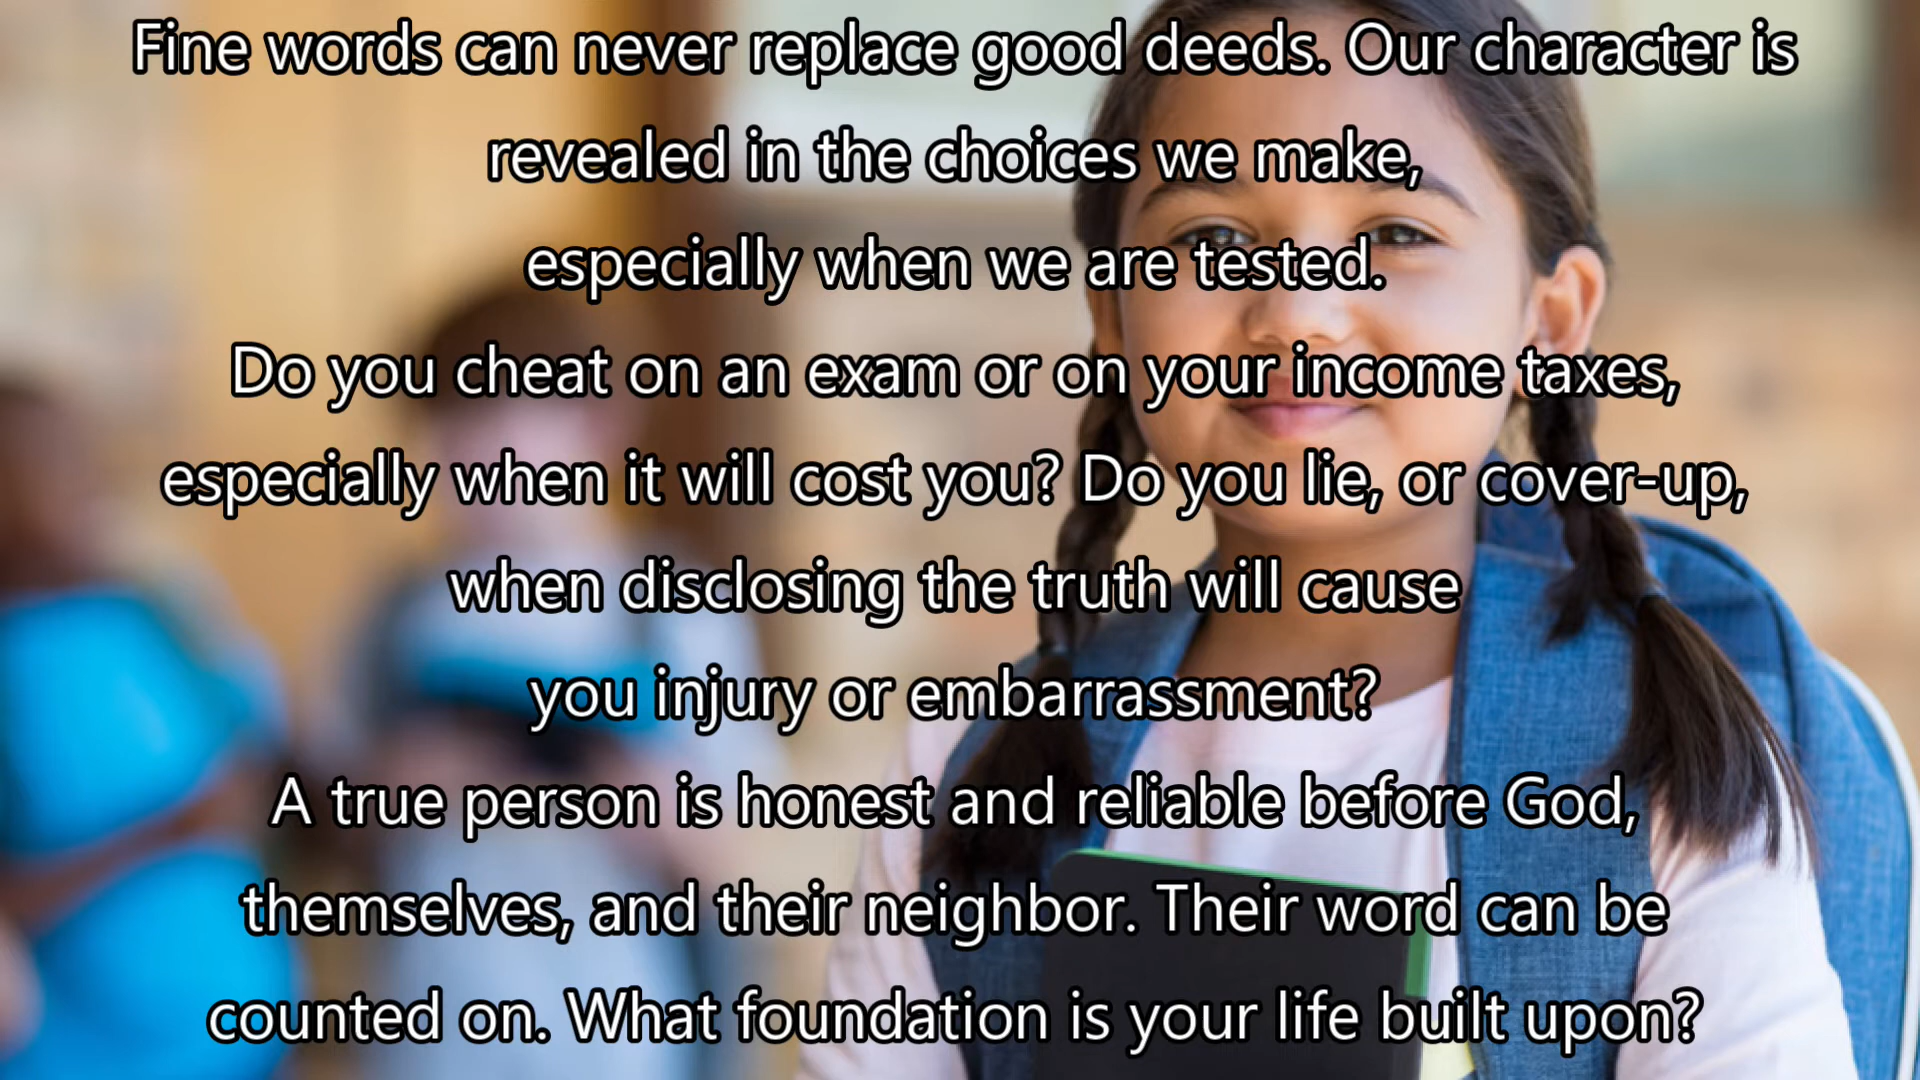 Fine words can never replace good deeds. Our character is
revealed in the choices we make,
especially when we are tested.
Do you cheat on an exam or on your income taxes,
especially when it will cost you? Do you lie, or cover-up,
when disclosing the truth will cause
you injury or embarrassment?
A true person is honest and reliable before God,
themselves, and their neighbor. Their word can be
counted on. What foundation is your life built upon?